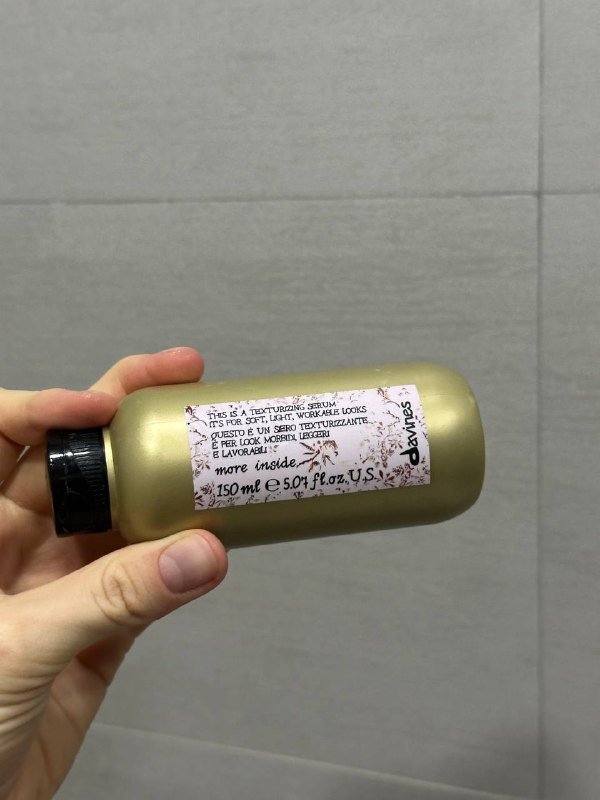 THIS IS A TEXTURIZING SERUM
IT'S FOR SOFT, LIGHT, WORKABLE LOOKS
QUESTO È UN SIERO TEXTURIZZANTE
È PER LOOK MORBIDI, LEGGERI
E LAVORABILI
more inside,
150 ml ℮ 5.07 fl.oz.U.S.
davines